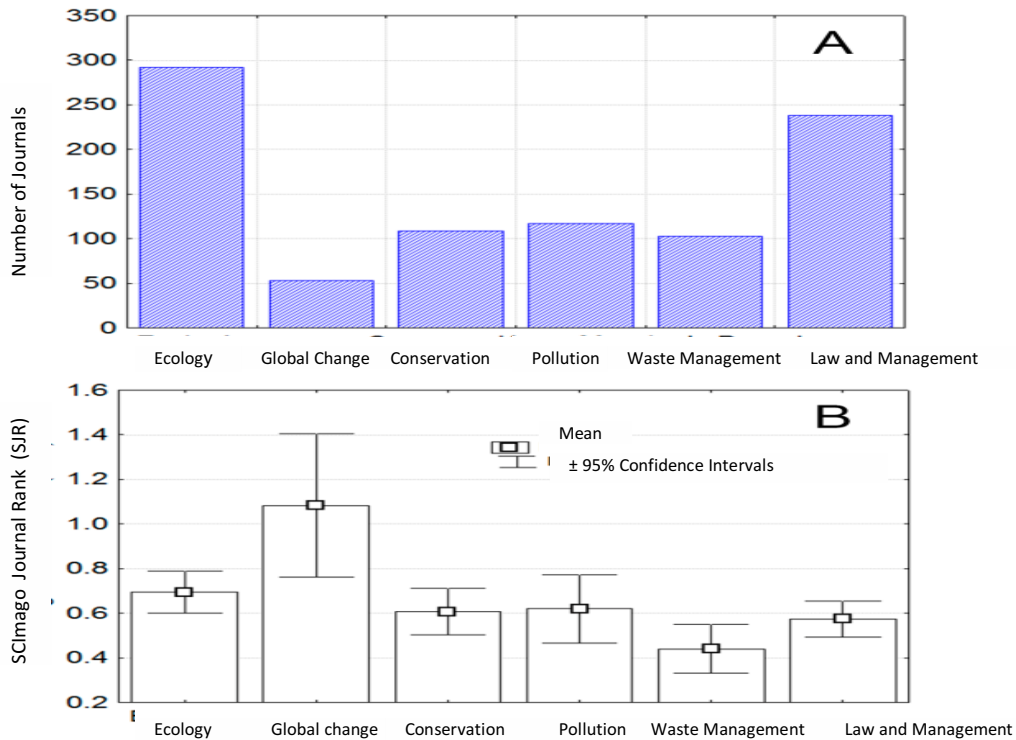 350
A
300
250
200
150
100
50
0
Number of Journals
Ecology Global Change Conservation Pollution Waste Management Law and Management
1.6
B
1.4
1.2
1.0
0.8
0.6
0.4
0.2
SCImago Journal Rank (SJR)
Mean
± 95% Confidence Intervals
Ecology Global change Conservation Pollution Waste Management Law and Management